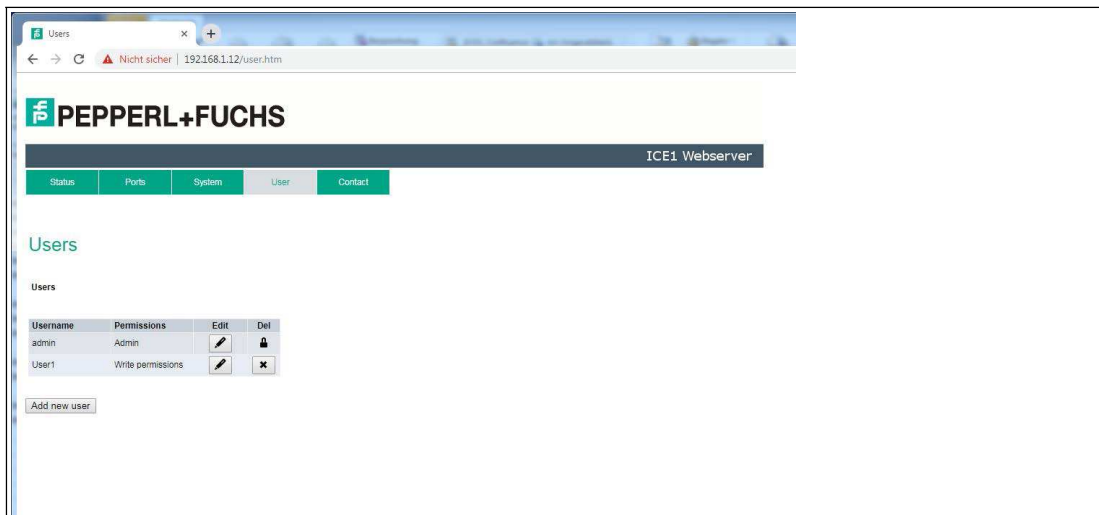 Users
Nicht sicher | 192.168.1.12/user.htm
PEPPERL+FUCHS
ICE1 Webserver
Status Ports System User Contact
Users
Users
Username Permissions Edit Del
admin Admin
User1 Write permissions
Add new user